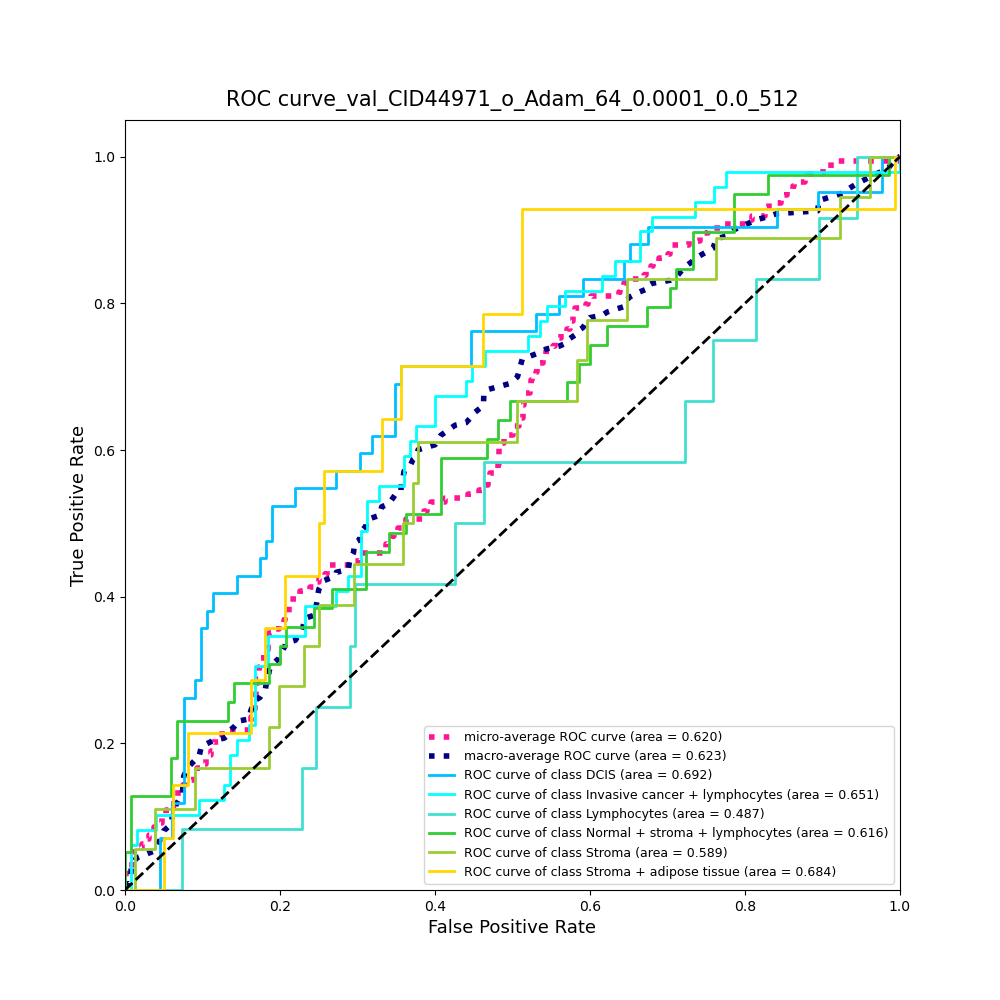 ROC curve_val_CID44971_o_Adam_64_0.0001_0.0_512
True Positive Rate
1.0
0.8
0.6
0.4
0.2
0.0
micro-average ROC curve (area = 0.620)
macro-average ROC curve (area = 0.623)
ROC curve of class DCIS (area = 0.692)
ROC curve of class Invasive cancer + lymphocytes (area = 0.651)
ROC curve of class Lymphocytes (area = 0.487)
ROC curve of class Normal + stroma + lymphocytes (area = 0.616)
ROC curve of class Stroma (area = 0.589)
ROC curve of class Stroma + adipose tissue (area = 0.684)
0.0 0.2 0.4 0.6 0.8 1.0
False Positive Rate